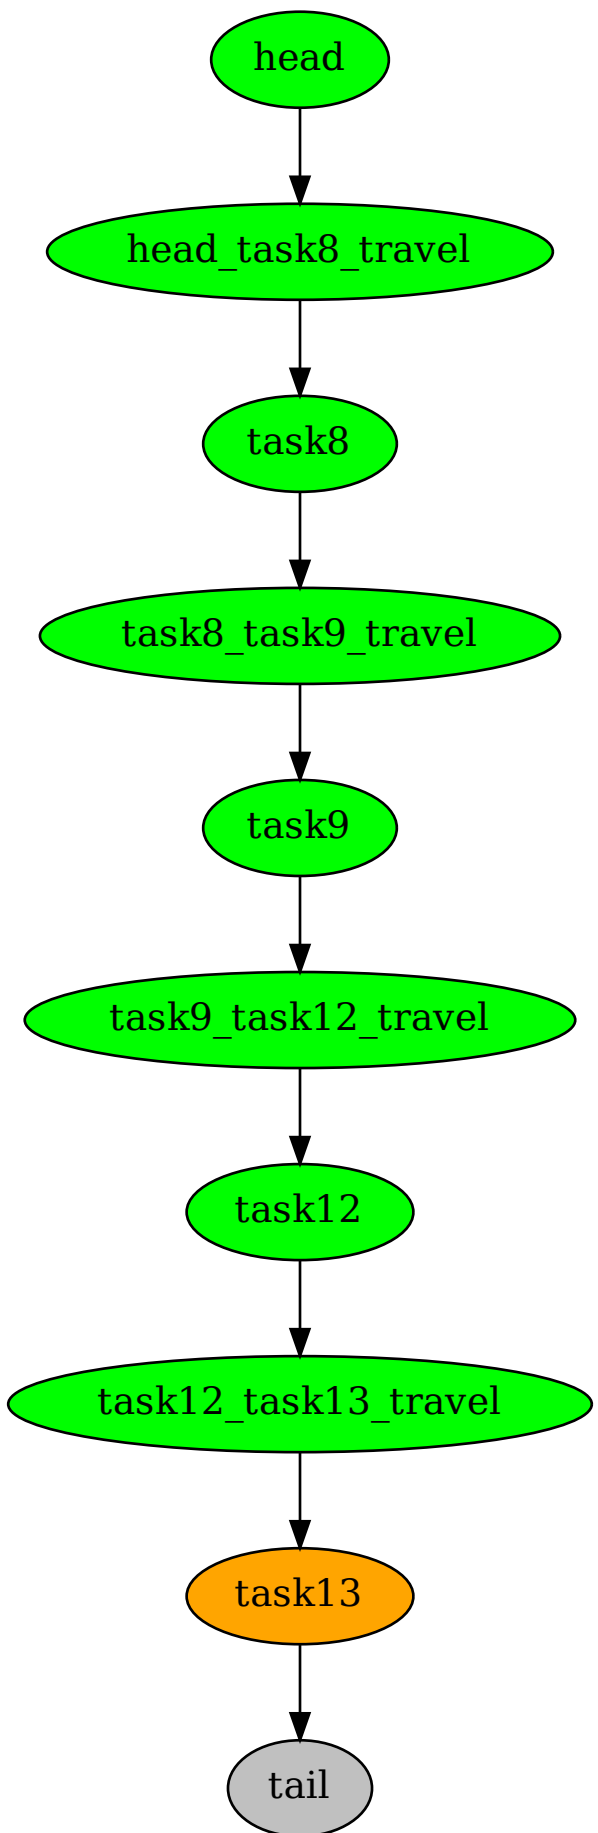 head
head_task8_travel
task8
task8_task9_travel
task9
task9_task12_travel
task12
task12_task13_travel
task13
tail